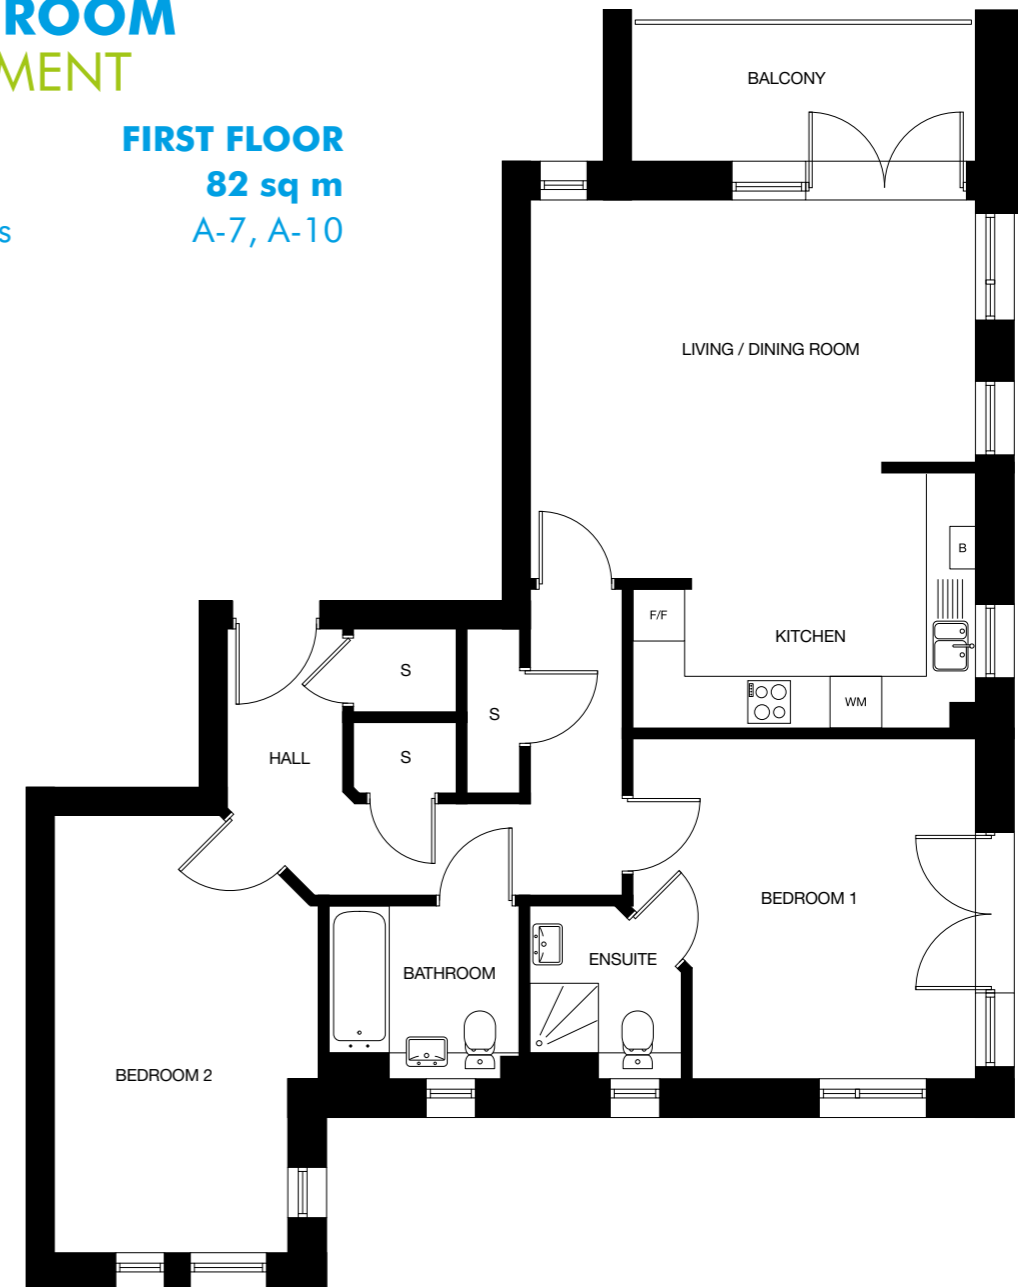 ROOM
MENT
FIRST FLOOR
82 sq m
s A-7, A-10
BALCONY
LIVING / DINING ROOM
B
F/F
KITCHEN
S
WM
S
HALL
S
BEDROOM 1
ENSUITE
BATHROOM
BEDROOM 2